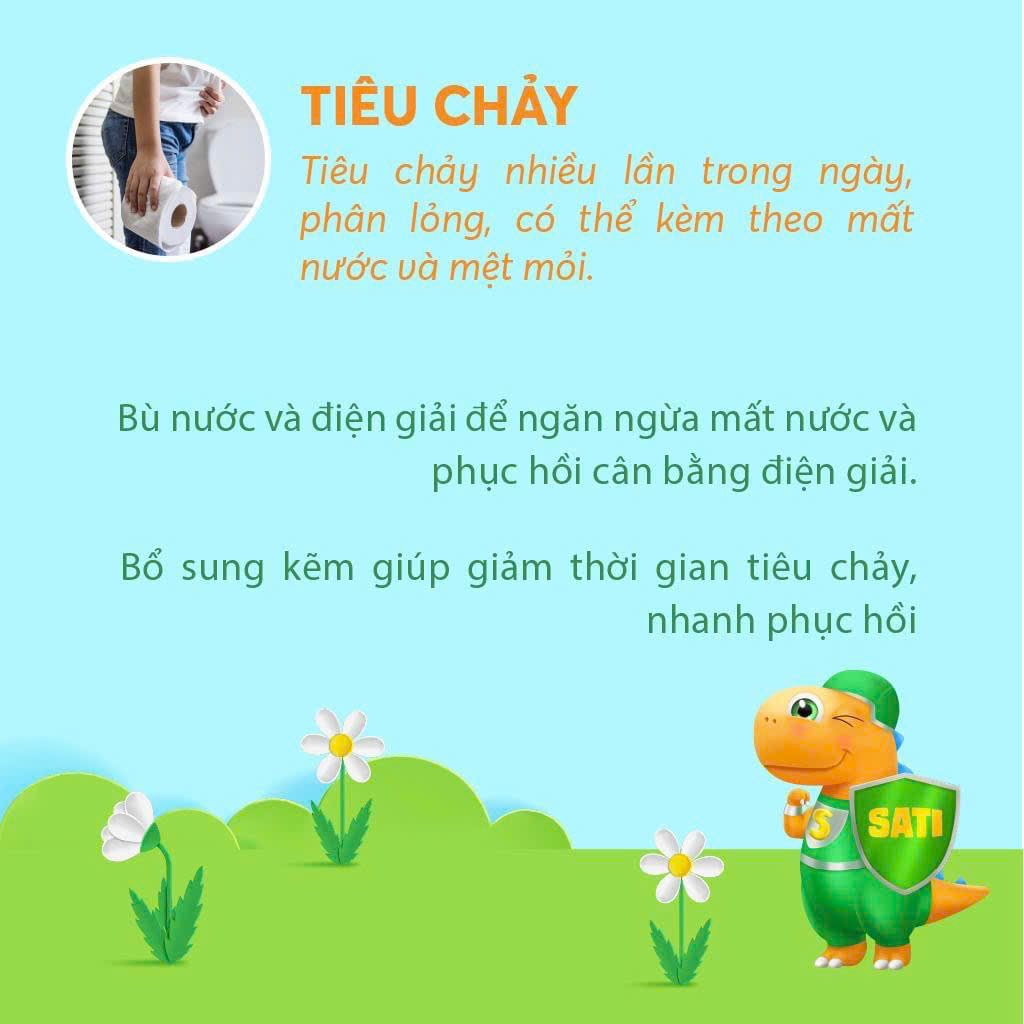 TIÊU CHẢY
Tiêu chảy nhiều lần trong ngày,
phân lỏng, có thể kèm theo mất
nước và mệt mỏi.
Bù nước và điện giải để ngăn ngừa mất nước và
phục hồi cân bằng điện giải.
Bổ sung kẽm giúp giảm thời gian tiêu chảy,
nhanh phục hồi
S
SATI